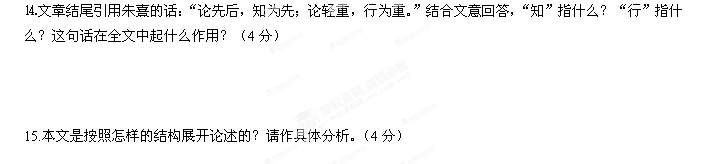 14.文章结尾引用朱熹的话：“论先后，知为先；论轻重，行为重。”结合文意回答，“知”指什么？“行”指什
么？这句话在全文中起什么作用？（4 分）
15.本文是按照怎样的结构展开论述的？请作具体分析。（4 分）